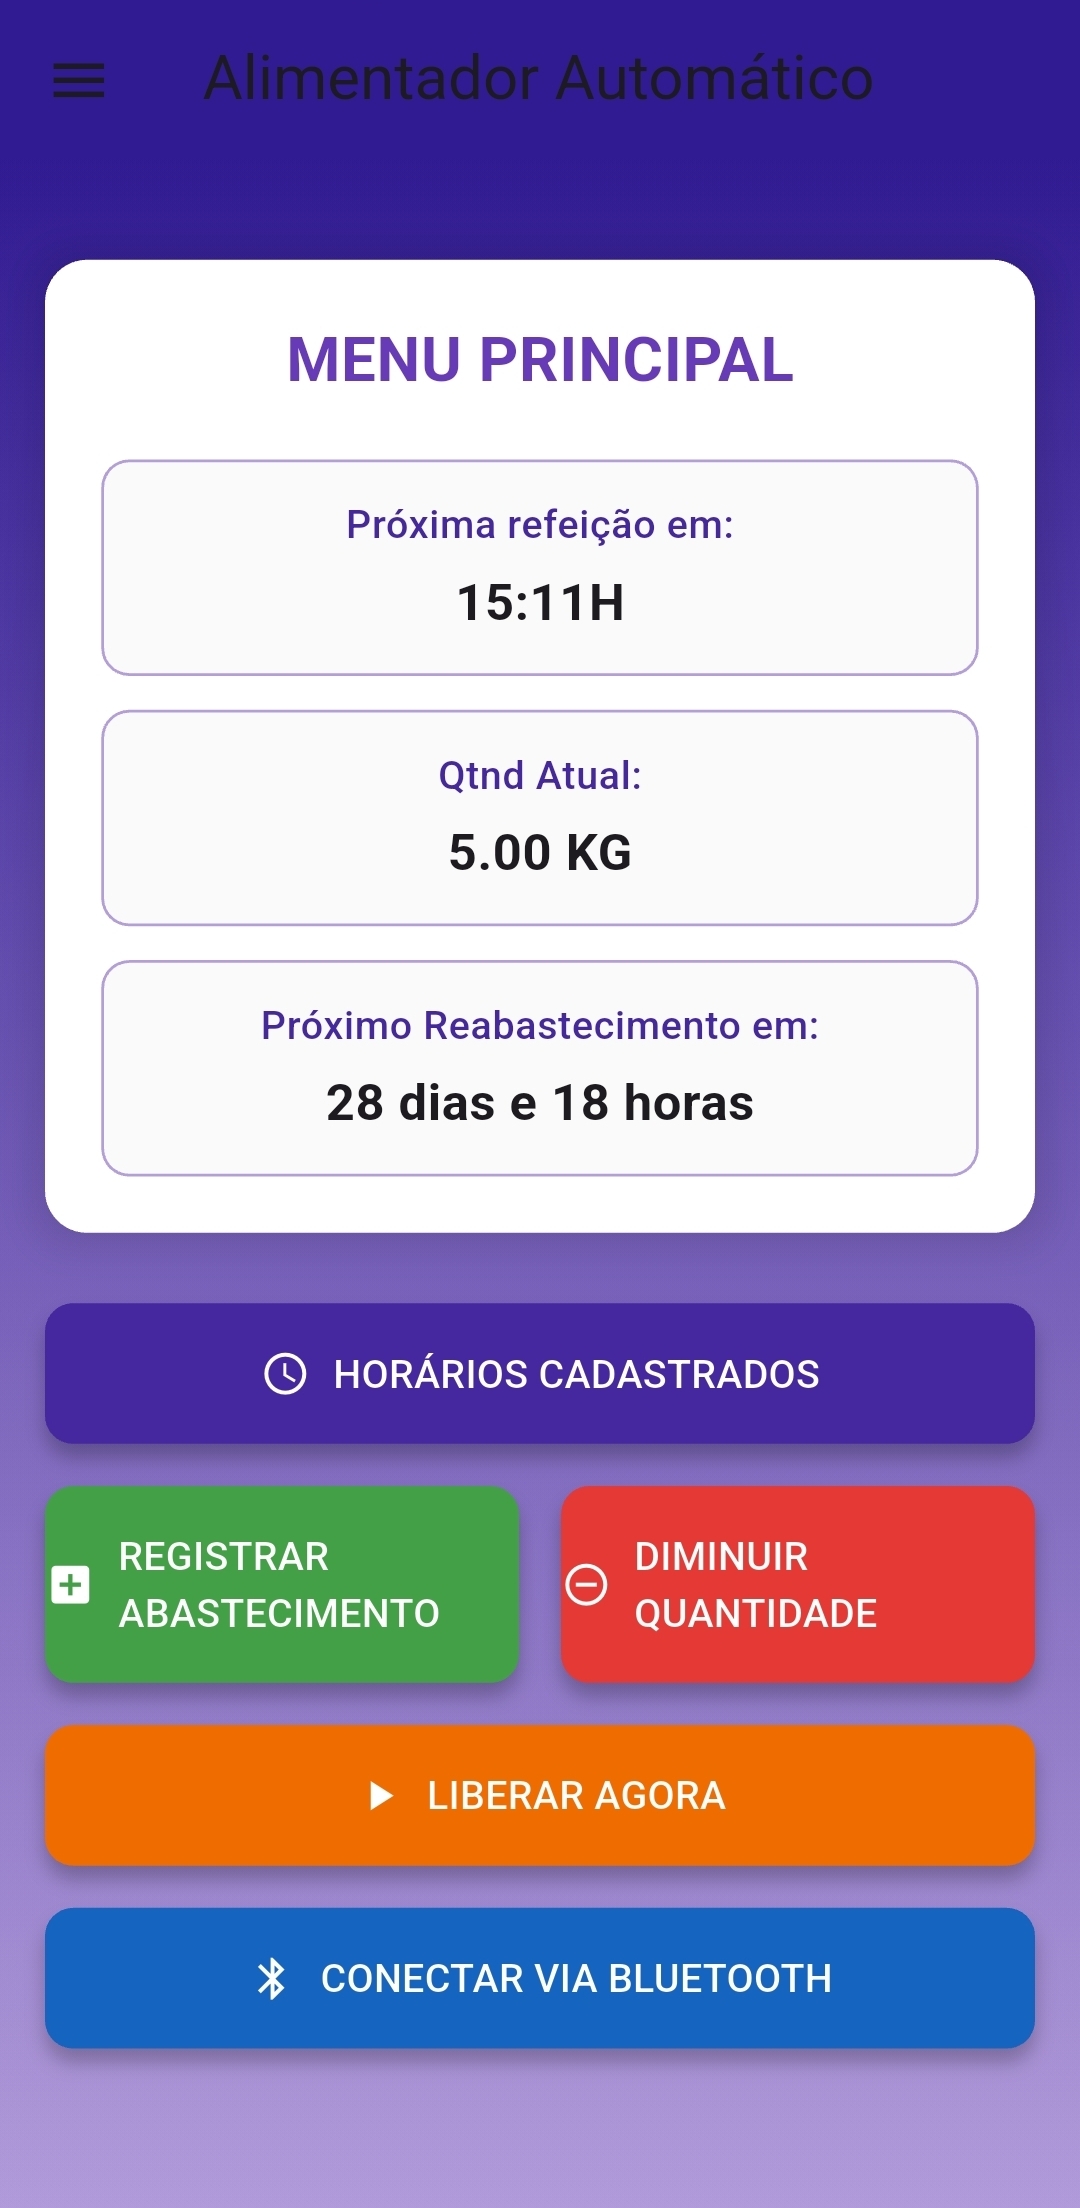 Alimentador Automático
MENU PRINCIPAL
Próxima refeição em:
15:11H
Qtnd Atual:
5.00 KG
Próximo Reabastecimento em:
28 dias e 18 horas
HORÁRIOS CADASTRADOS
REGISTRAR
ABASTECIMENTO
DIMINUIR
QUANTIDADE
LIBERAR AGORA
CONECTAR VIA BLUETOOTH